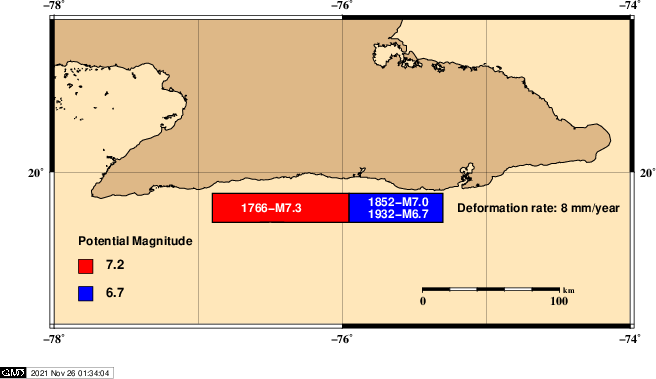 −78˚ −76˚ −74˚
20˚ 20˚
1766−M7.3
1852−M7.0
1932−M6.7
Deformation rate: 8 mm/year
Potential Magnitude
7.2
6.7
km
0 100
−78˚ −76˚ −74˚
GMD 2021 Nov 26 01:34:04